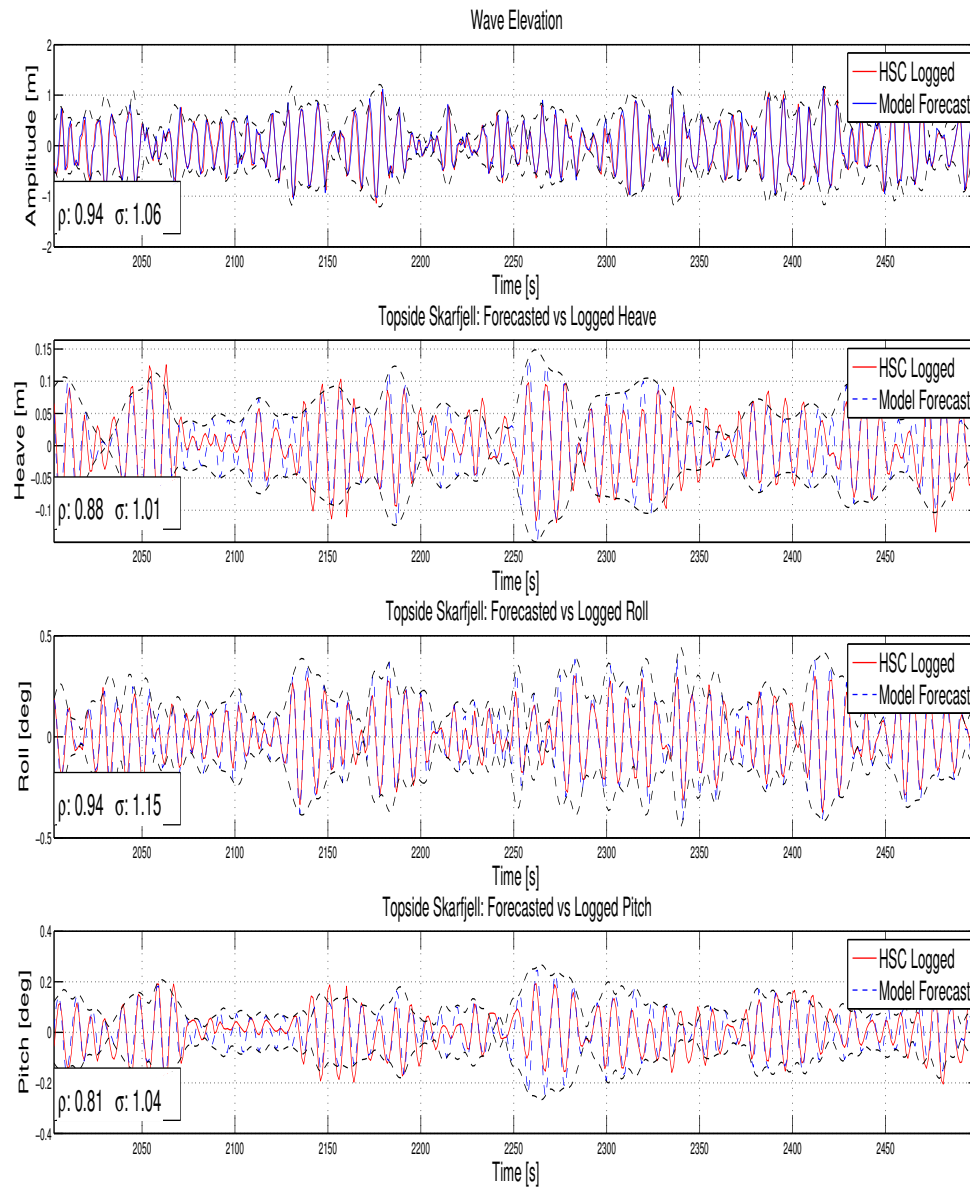 Wave Elevation
2
1
0
−1
−2
Amplitude [m]
HSC Logged
Model Forecast
ρ: 0.94 σ: 1.06
2050 2100 2150 2200 2250 2300 2350 2400 2450
Time [s]
Topside Skarfjell: Forecasted vs Logged Heave
0.15
0.1
0.05
0
−0.05
−0.1
Heave [m]
HSC Logged
Model Forecast
ρ: 0.88 σ: 1.01
2050 2100 2150 2200 2250 2300 2350 2400 2450
Time [s]
Topside Skarfjell: Forecasted vs Logged Roll
0.5
0
−0.5
Roll [deg]
HSC Logged
Model Forecast
ρ: 0.94 σ: 1.15
2050 2100 2150 2200 2250 2300 2350 2400 2450
Time [s]
Topside Skarfjell: Forecasted vs Logged Pitch
0.4
0.2
0
−0.2
−0.4
Pitch [deg]
HSC Logged
Model Forecast
ρ: 0.81 σ: 1.04
2050 2100 2150 2200 2250 2300 2350 2400 2450
Time [s]